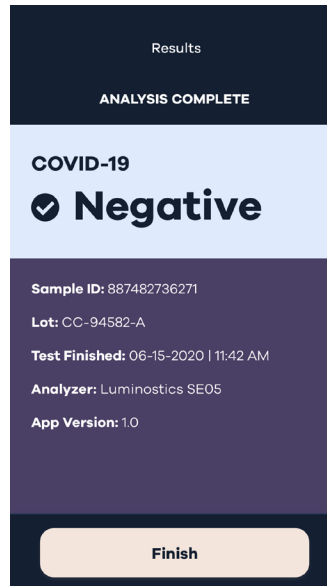 Results
ANALYSIS COMPLETE
COVID-19
Negative
Sample ID: 887482736271
Lot: CC-94582-A
Test Finished: 06-15-2020 | 11:42 AM
Analyzer: Luminostics SE05
App Version: 1.0
Finish